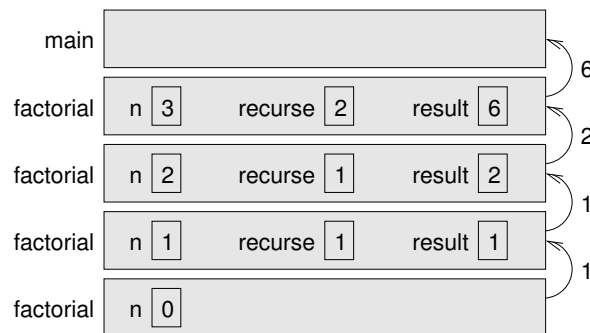 main
6
factorial n 3 recurse 2 result 6
2
factorial n 2 recurse 1 result 2
1
factorial n 1 recurse 1 result 1
1
factorial n 0